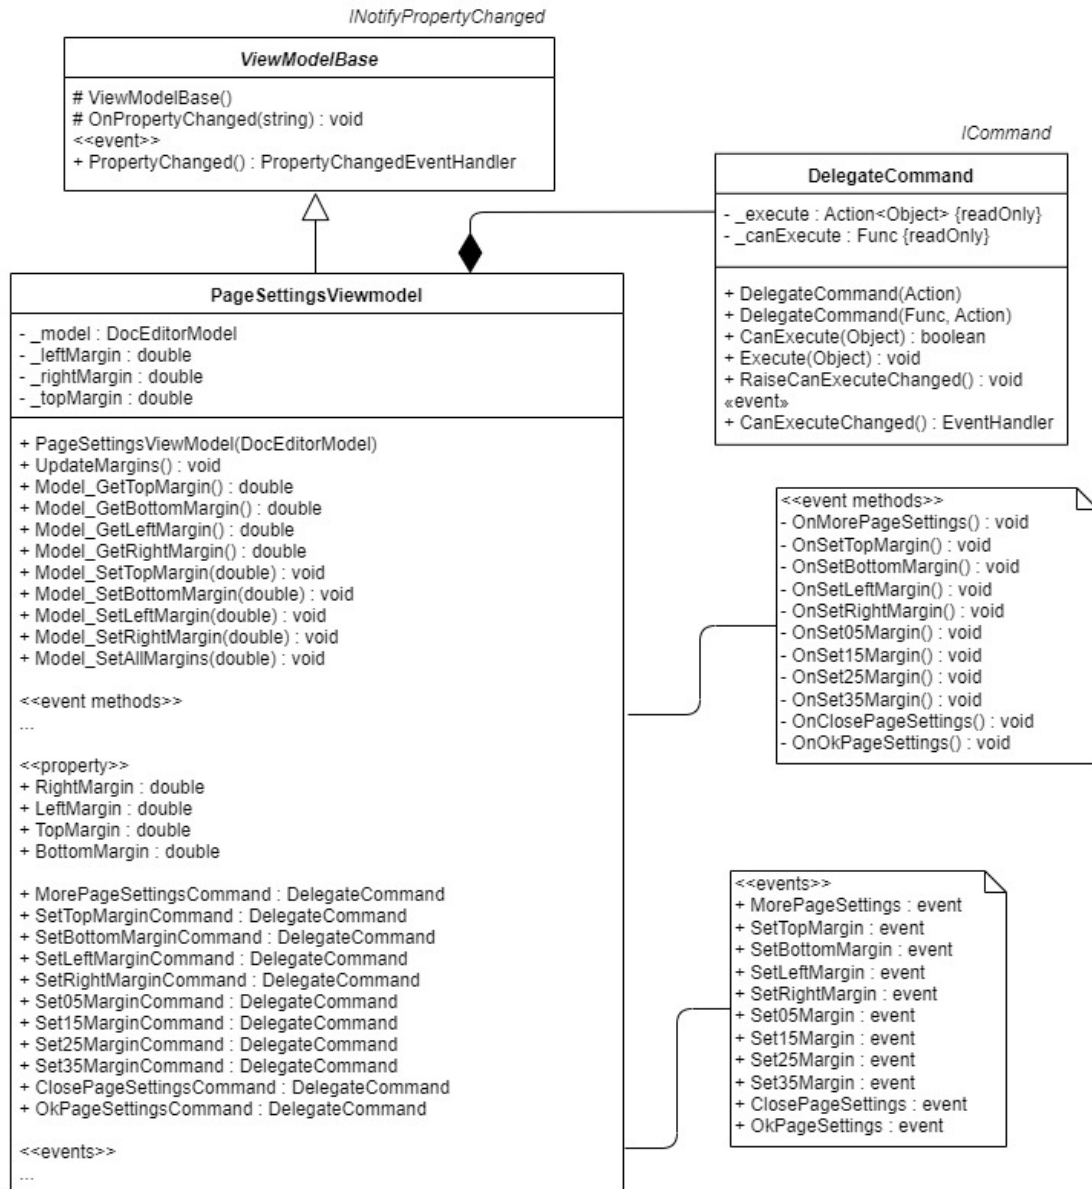 INotifyPropertyChanged
ViewModelBase
# ViewModelBase()
# OnPropertyChanged(string) : void
<<event>>
+ PropertyChanged() : PropertyChangedEventHandler
ICommand
DelegateCommand
- _execute : Action<Object> {readOnly}
- _canExecute : Func {readOnly}
+ DelegateCommand(Action)
+ DelegateCommand(Func, Action)
+ CanExecute(Object) : boolean
+ Execute(Object) : void
+ RaiseCanExecuteChanged() : void
«event»
+ CanExecuteChanged() : EventHandler
PageSettingsViewmodel
- _model : DocEditorModel
- _leftMargin : double
- _rightMargin : double
- _topMargin : double
+ PageSettingsViewModel(DocEditorModel)
+ UpdateMargins() : void
+ Model_GetTopMargin() : double
+ Model_GetBottomMargin() : double
+ Model_GetLeftMargin() : double
+ Model_GetRightMargin() : double
+ Model_SetTopMargin(double) : void
+ Model_SetBottomMargin(double) : void
+ Model_SetLeftMargin(double) : void
+ Model_SetRightMargin(double) : void
+ Model_SetAllMargins(double) : void
<<event methods>>
...
<<property>>
+ RightMargin : double
+ LeftMargin : double
+ TopMargin : double
+ BottomMargin : double
+ MorePageSettingsCommand : DelegateCommand
+ SetTopMarginCommand : DelegateCommand
+ SetBottomMarginCommand : DelegateCommand
+ SetLeftMarginCommand : DelegateCommand
+ SetRightMarginCommand : DelegateCommand
+ Set05MarginCommand : DelegateCommand
+ Set15MarginCommand : DelegateCommand
+ Set25MarginCommand : DelegateCommand
+ Set35MarginCommand : DelegateCommand
+ ClosePageSettingsCommand : DelegateCommand
+ OkPageSettingsCommand : DelegateCommand
<<events>>
...
<<event methods>>
- OnMorePageSettings() : void
- OnSetTopMargin() : void
- OnSetBottomMargin() : void
- OnSetLeftMargin() : void
- OnSetRightMargin() : void
- OnSet05Margin() : void
- OnSet15Margin() : void
- OnSet25Margin() : void
- OnSet35Margin() : void
- OnClosePageSettings() : void
- OnOkPageSettings() : void
<<events>>
+ MorePageSettings : event
+ SetTopMargin : event
+ SetBottomMargin : event
+ SetLeftMargin : event
+ SetRightMargin : event
+ Set05Margin : event
+ Set15Margin : event
+ Set25Margin : event
+ Set35Margin : event
+ ClosePageSettings : event
+ OkPageSettings : event